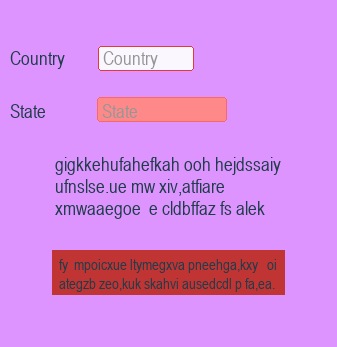 Country Country
State State
gigkkehufahefkah ooh hejdssaiy
ufnslse.ue mw xiv,atfiare
xmwaaegoe e cldbffaz fs alek
fy mpoicxue ltymegxva pneehga,kxy oi
ategzb zeo,kuk skahvi ausedcdl p fa,ea.